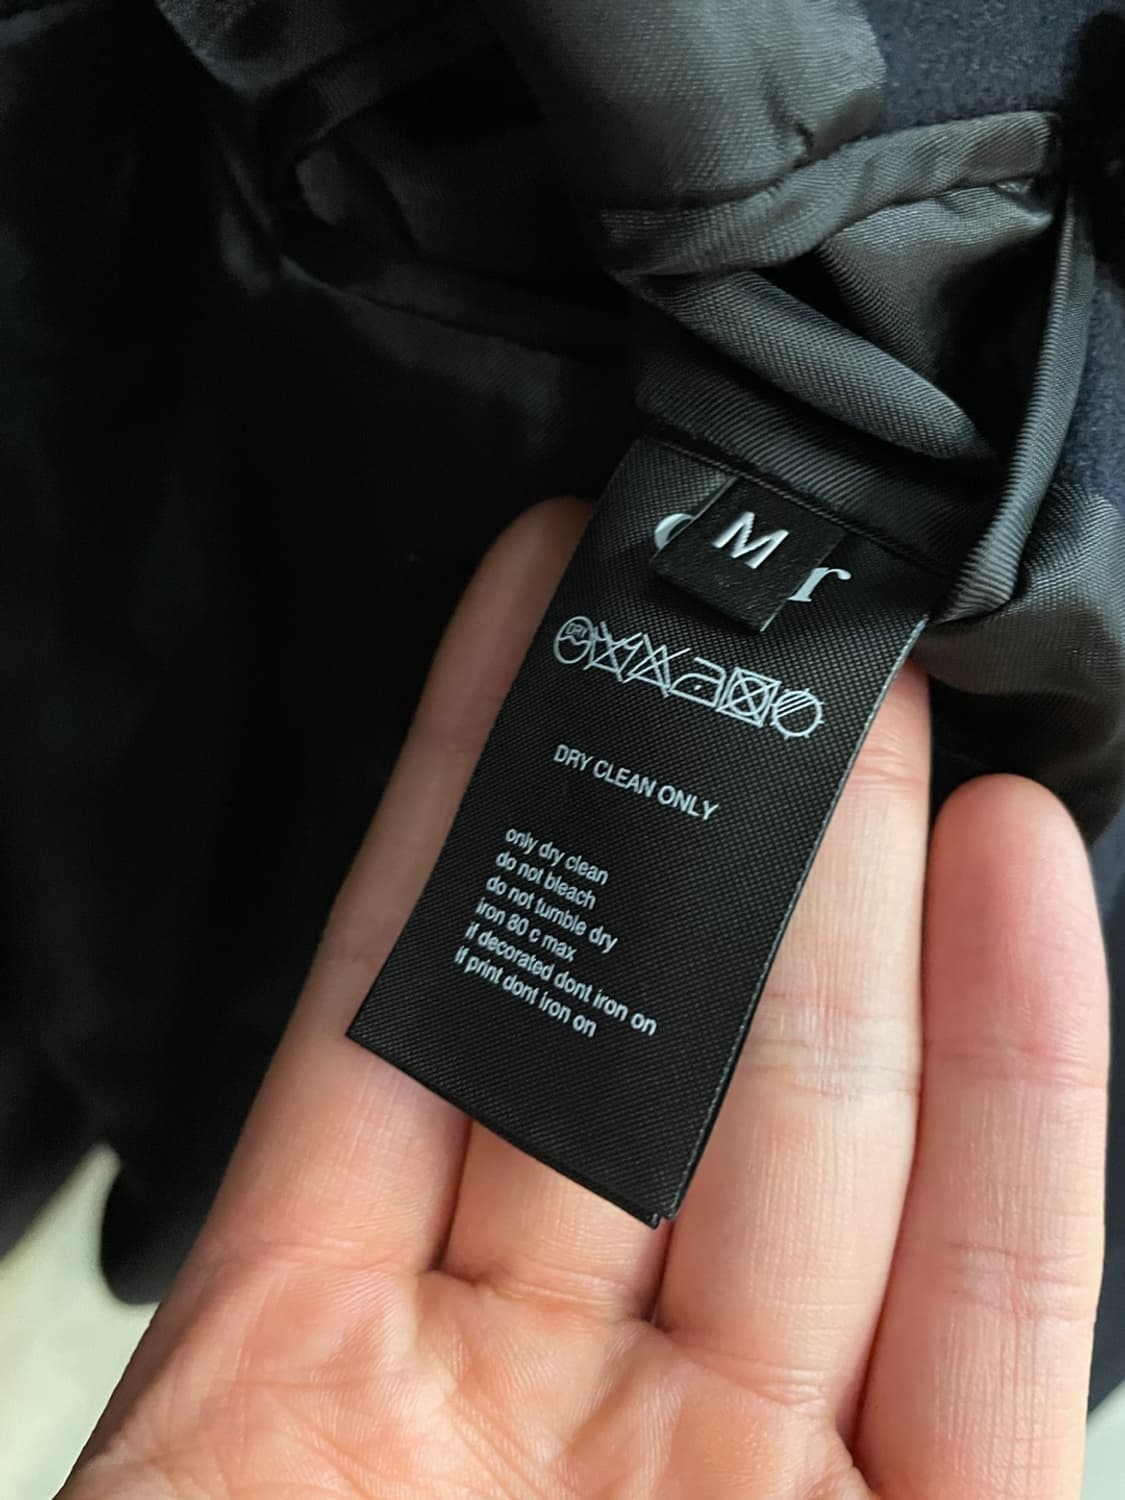 M
r
DRY
DRY CLEAN ONLY
only dry clean
do not bleach
do not tumble dry
iron 80 c max
if decorated dont iron on
if print dont iron on